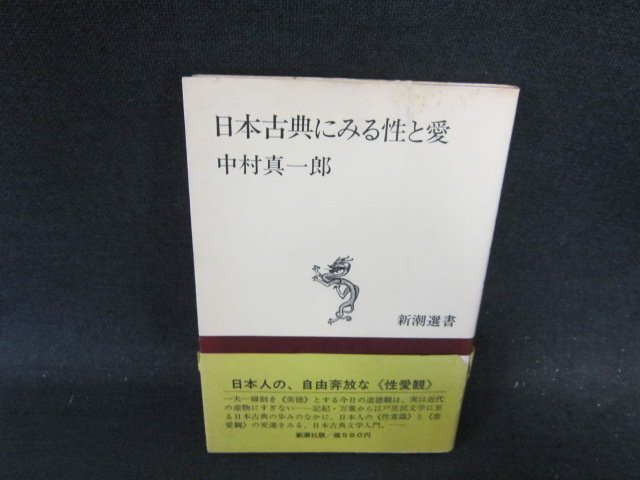 日本古典にみる性と愛
中村真一郎
新潮選書
日本人の、自由奔放な《性愛観》
一夫一婦制を《美徳》とする今日の道徳観は、実は近代
の産物にすぎない——記紀・万葉から江戸庶民文学に至
る日本古典の歩みのなかに、日本人の《性意識》と《恋
愛観》の変遷をみる、日本古典文学入門。——
新潮社版/価580円